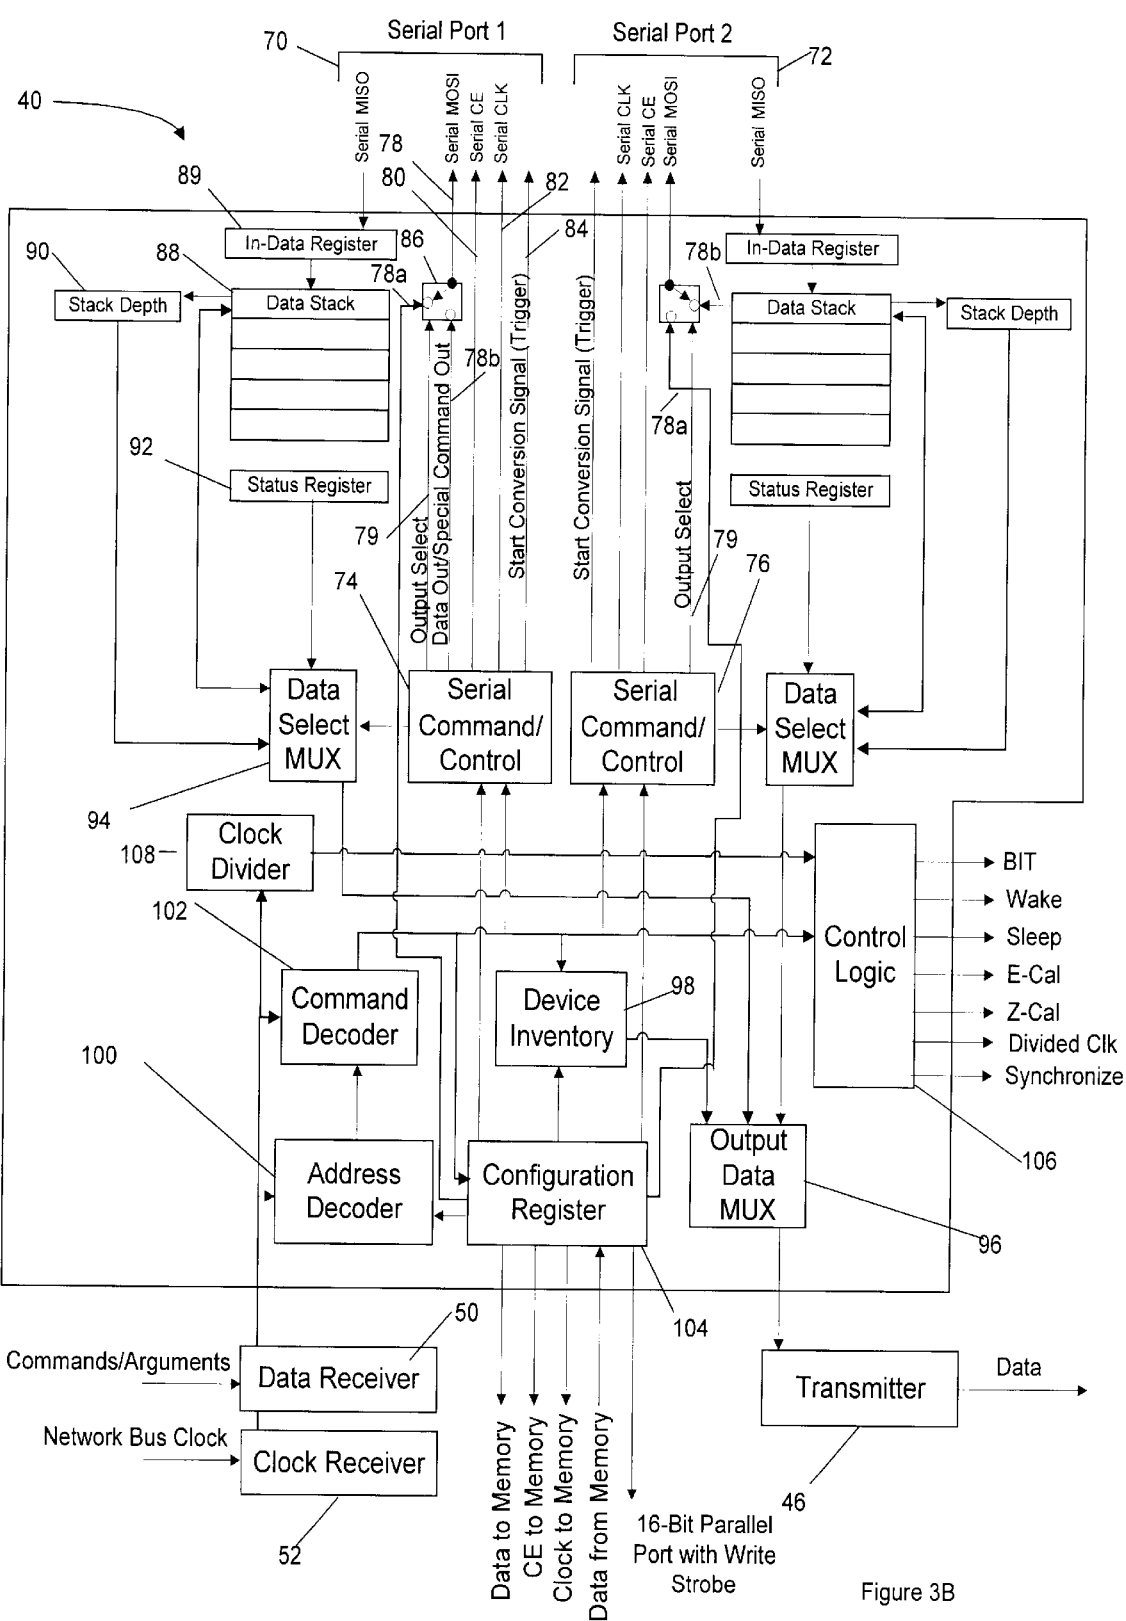 Serial Port 1
Serial Port 2
70
72
40
Serial MISO
Serial MOSI
Serial CE
Serial CLK
Serial CLK
Serial CE
Serial MOSI
Serial MISO
78
80
82
84
89
In-Data Register
86
78b
In-Data Register
90
88
78a
Stack Depth
Data Stack
Data Stack
Stack Depth
78b
78a
92
Status Register
Status Register
79
Output Select
Data Out/Special Command Out
Start Conversion Signal (Trigger)
Start Conversion Signal (Trigger)
Output Select
79
74
76
Data
Select
MUX
Serial
Command/
Control
Serial
Command/
Control
Data
Select
MUX
94
Clock
Divider
108
102
Control
Logic
BIT
Wake
Sleep
E-Cal
Z-Cal
Divided Clk
Synchronize
Command
Decoder
Device
Inventory
98
100
Address
Decoder
Configuration
Register
Output
Data
MUX
106
96
104
50
Commands/Arguments
Data Receiver
Network Bus Clock
Clock Receiver
52
Data to Memory
CE to Memory
Clock to Memory
Data from Memory
16-Bit Parallel
Port with Write
Strobe
Transmitter
Data
46
Figure 3B